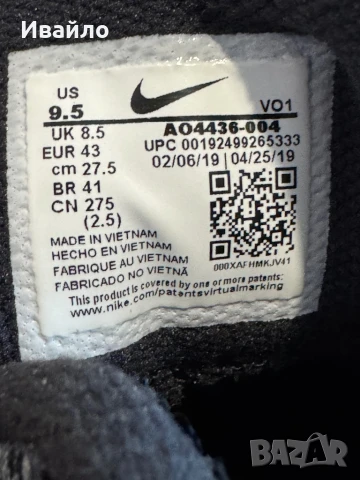 Ивайло
US
9.5
VO1
UK 8.5
AO4436-004
EUR 43
UPC 00192499265333
cm 27.5
02/06/19 04/25/19
BR 41
CN 275
(2.5)
MADE IN VIETNAM
HECHO EN VIETNAM
FABRIQUE AU VIETNAM
FABRICADO NO VIETNÃ
000XAFHMKJV41
This product is covered by one or more patents:
www.nike.com/patentsvirtualmarking
BAZAR
bg